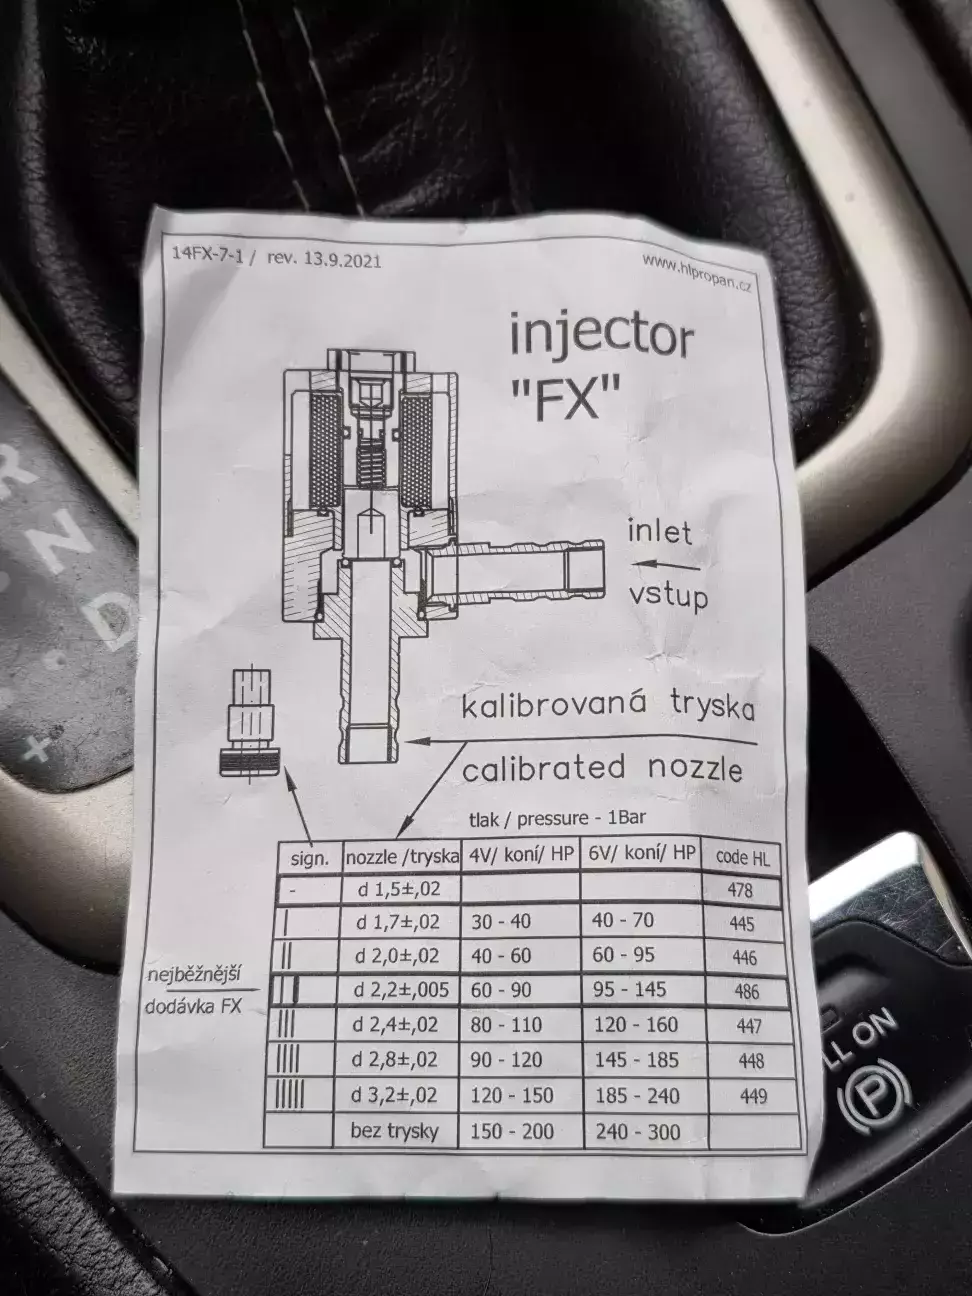 14FX-7-1 / rev. 13.9.2021
www.hlpropan.cz
injector
"FX"
inlet
vstup
kalibrovaná tryska
calibrated nozzle
tlak / pressure - 1Bar
sign. nozzle /tryska 4V/ koní/ HP 6V/ koní/ HP code HL
- d 1,5±,02 478
| d 1,7±,02 30 - 40 40 - 70 445
|| d 2,0±,02 40 - 60 60 - 95 446
nejběžnější
dodávka FX
|| d 2,2±,005 60 - 90 95 - 145 486
||| d 2,4±,02 80 - 110 120 - 160 447
|||| d 2,8±,02 90 - 120 145 - 185 448
||||| d 3,2±,02 120 - 150 185 - 240 449
bez trysky 150 - 200 240 - 300
R
N
D
+
LL ON
P